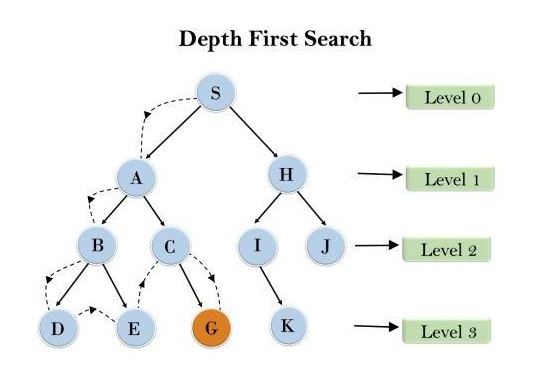 Depth First Search
S
Level 0
A
H
Level 1
B
C
I
J
Level 2
D
E
G
K
Level 3